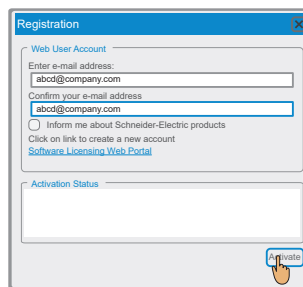 Registration
Web User Account
Enter e-mail address:
abcd@company.com
Confirm your e-mail address
abcd@company.com
Inform me about Schneider-Electric products
Click on link to create a new account
Software Licensing Web Portal
Activation Status
Activate